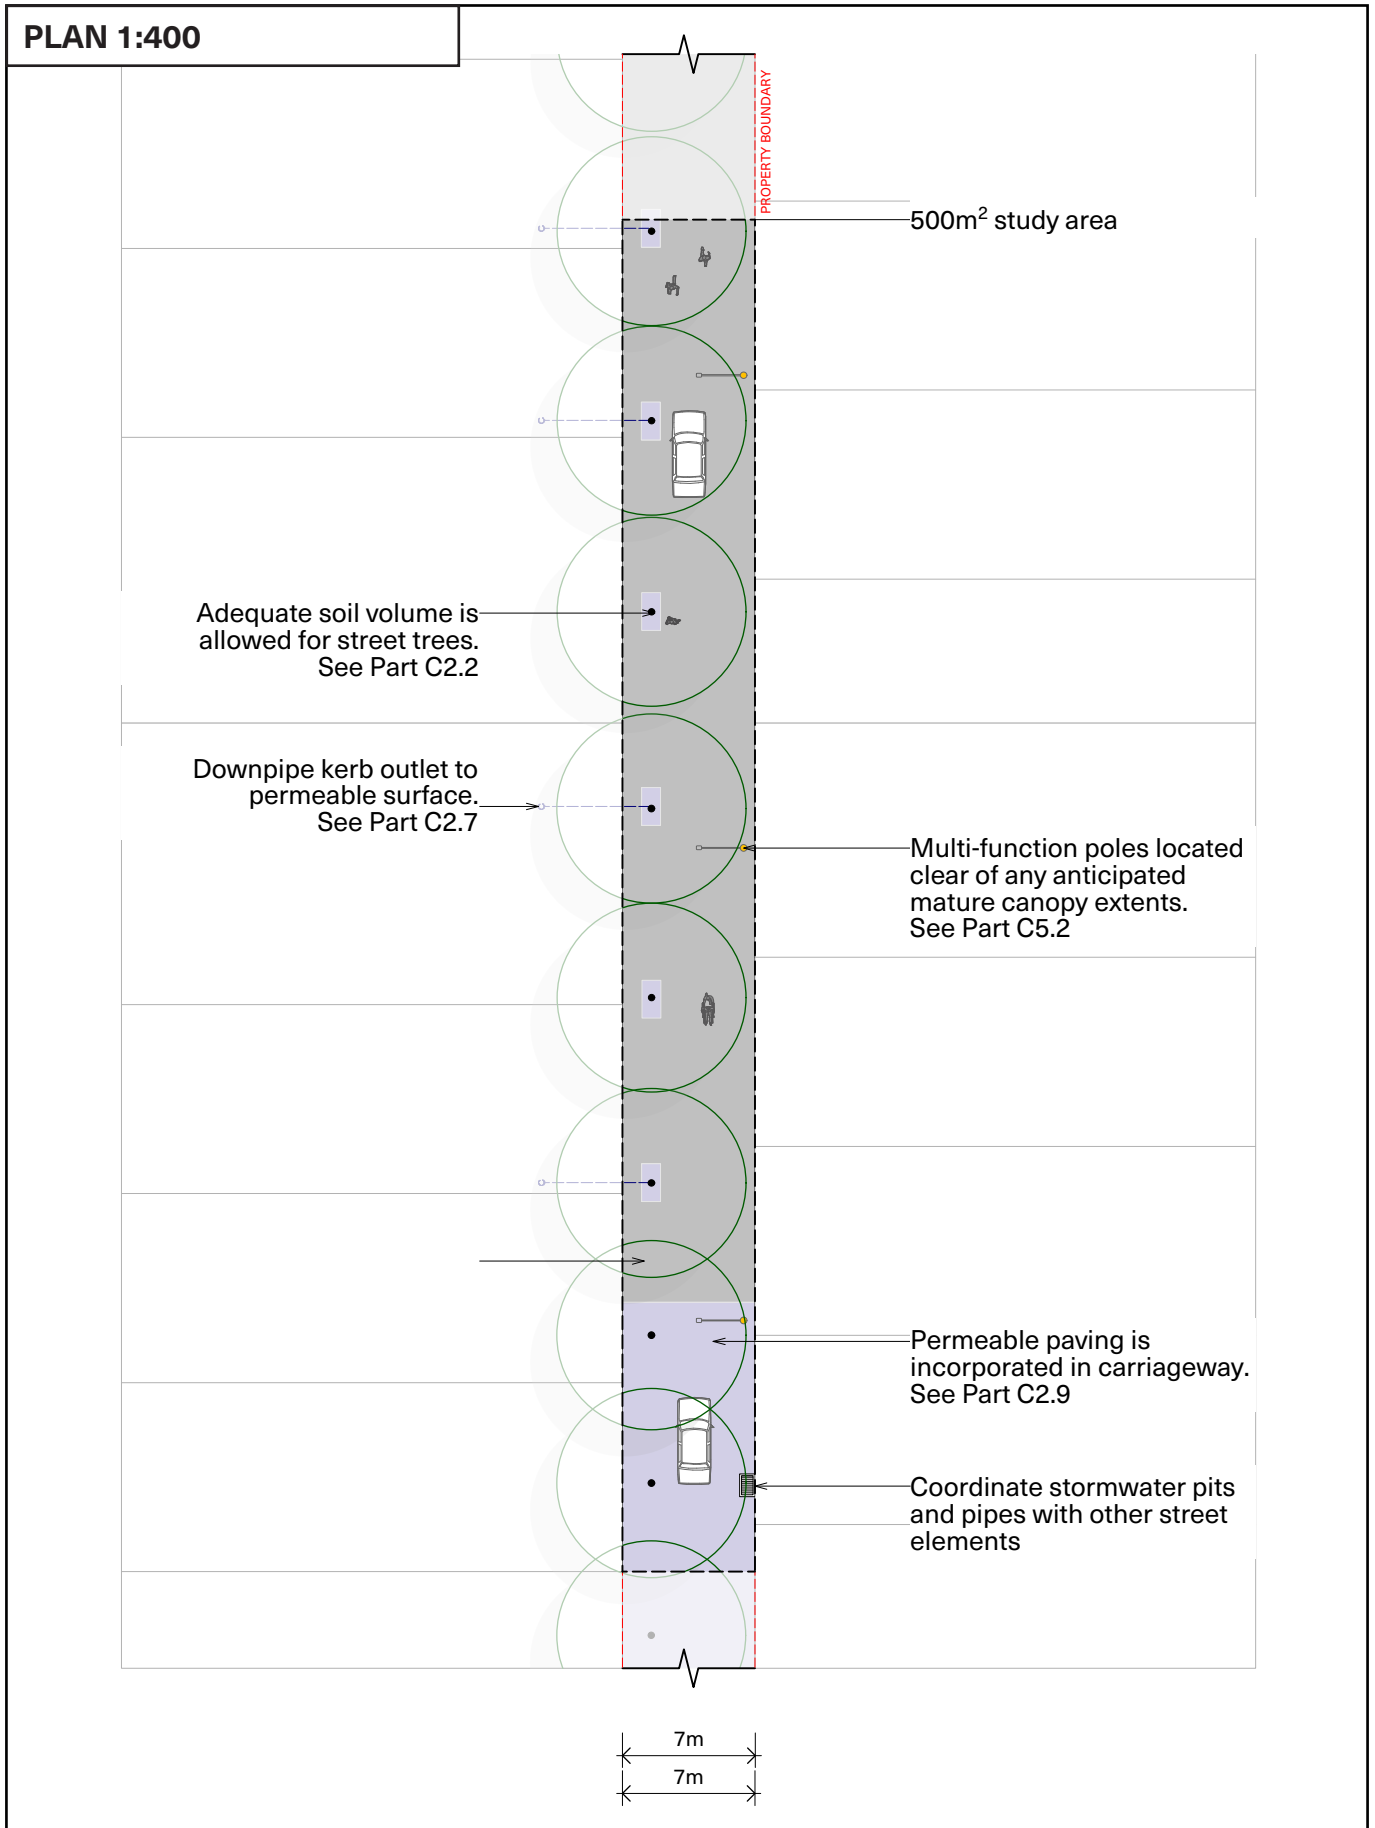 PLAN 1:400
PROPERTY BOUNDARY
500m² study area
Adequate soil volume is
allowed for street trees.
See Part C2.2
Downpipe kerb outlet to
permeable surface.
See Part C2.7
Multi-function poles located
clear of any anticipated
mature canopy extents.
See Part C5.2
Permeable paving is
incorporated in carriageway.
See Part C2.9
Coordinate stormwater pits
and pipes with other street
elements
7m
7m